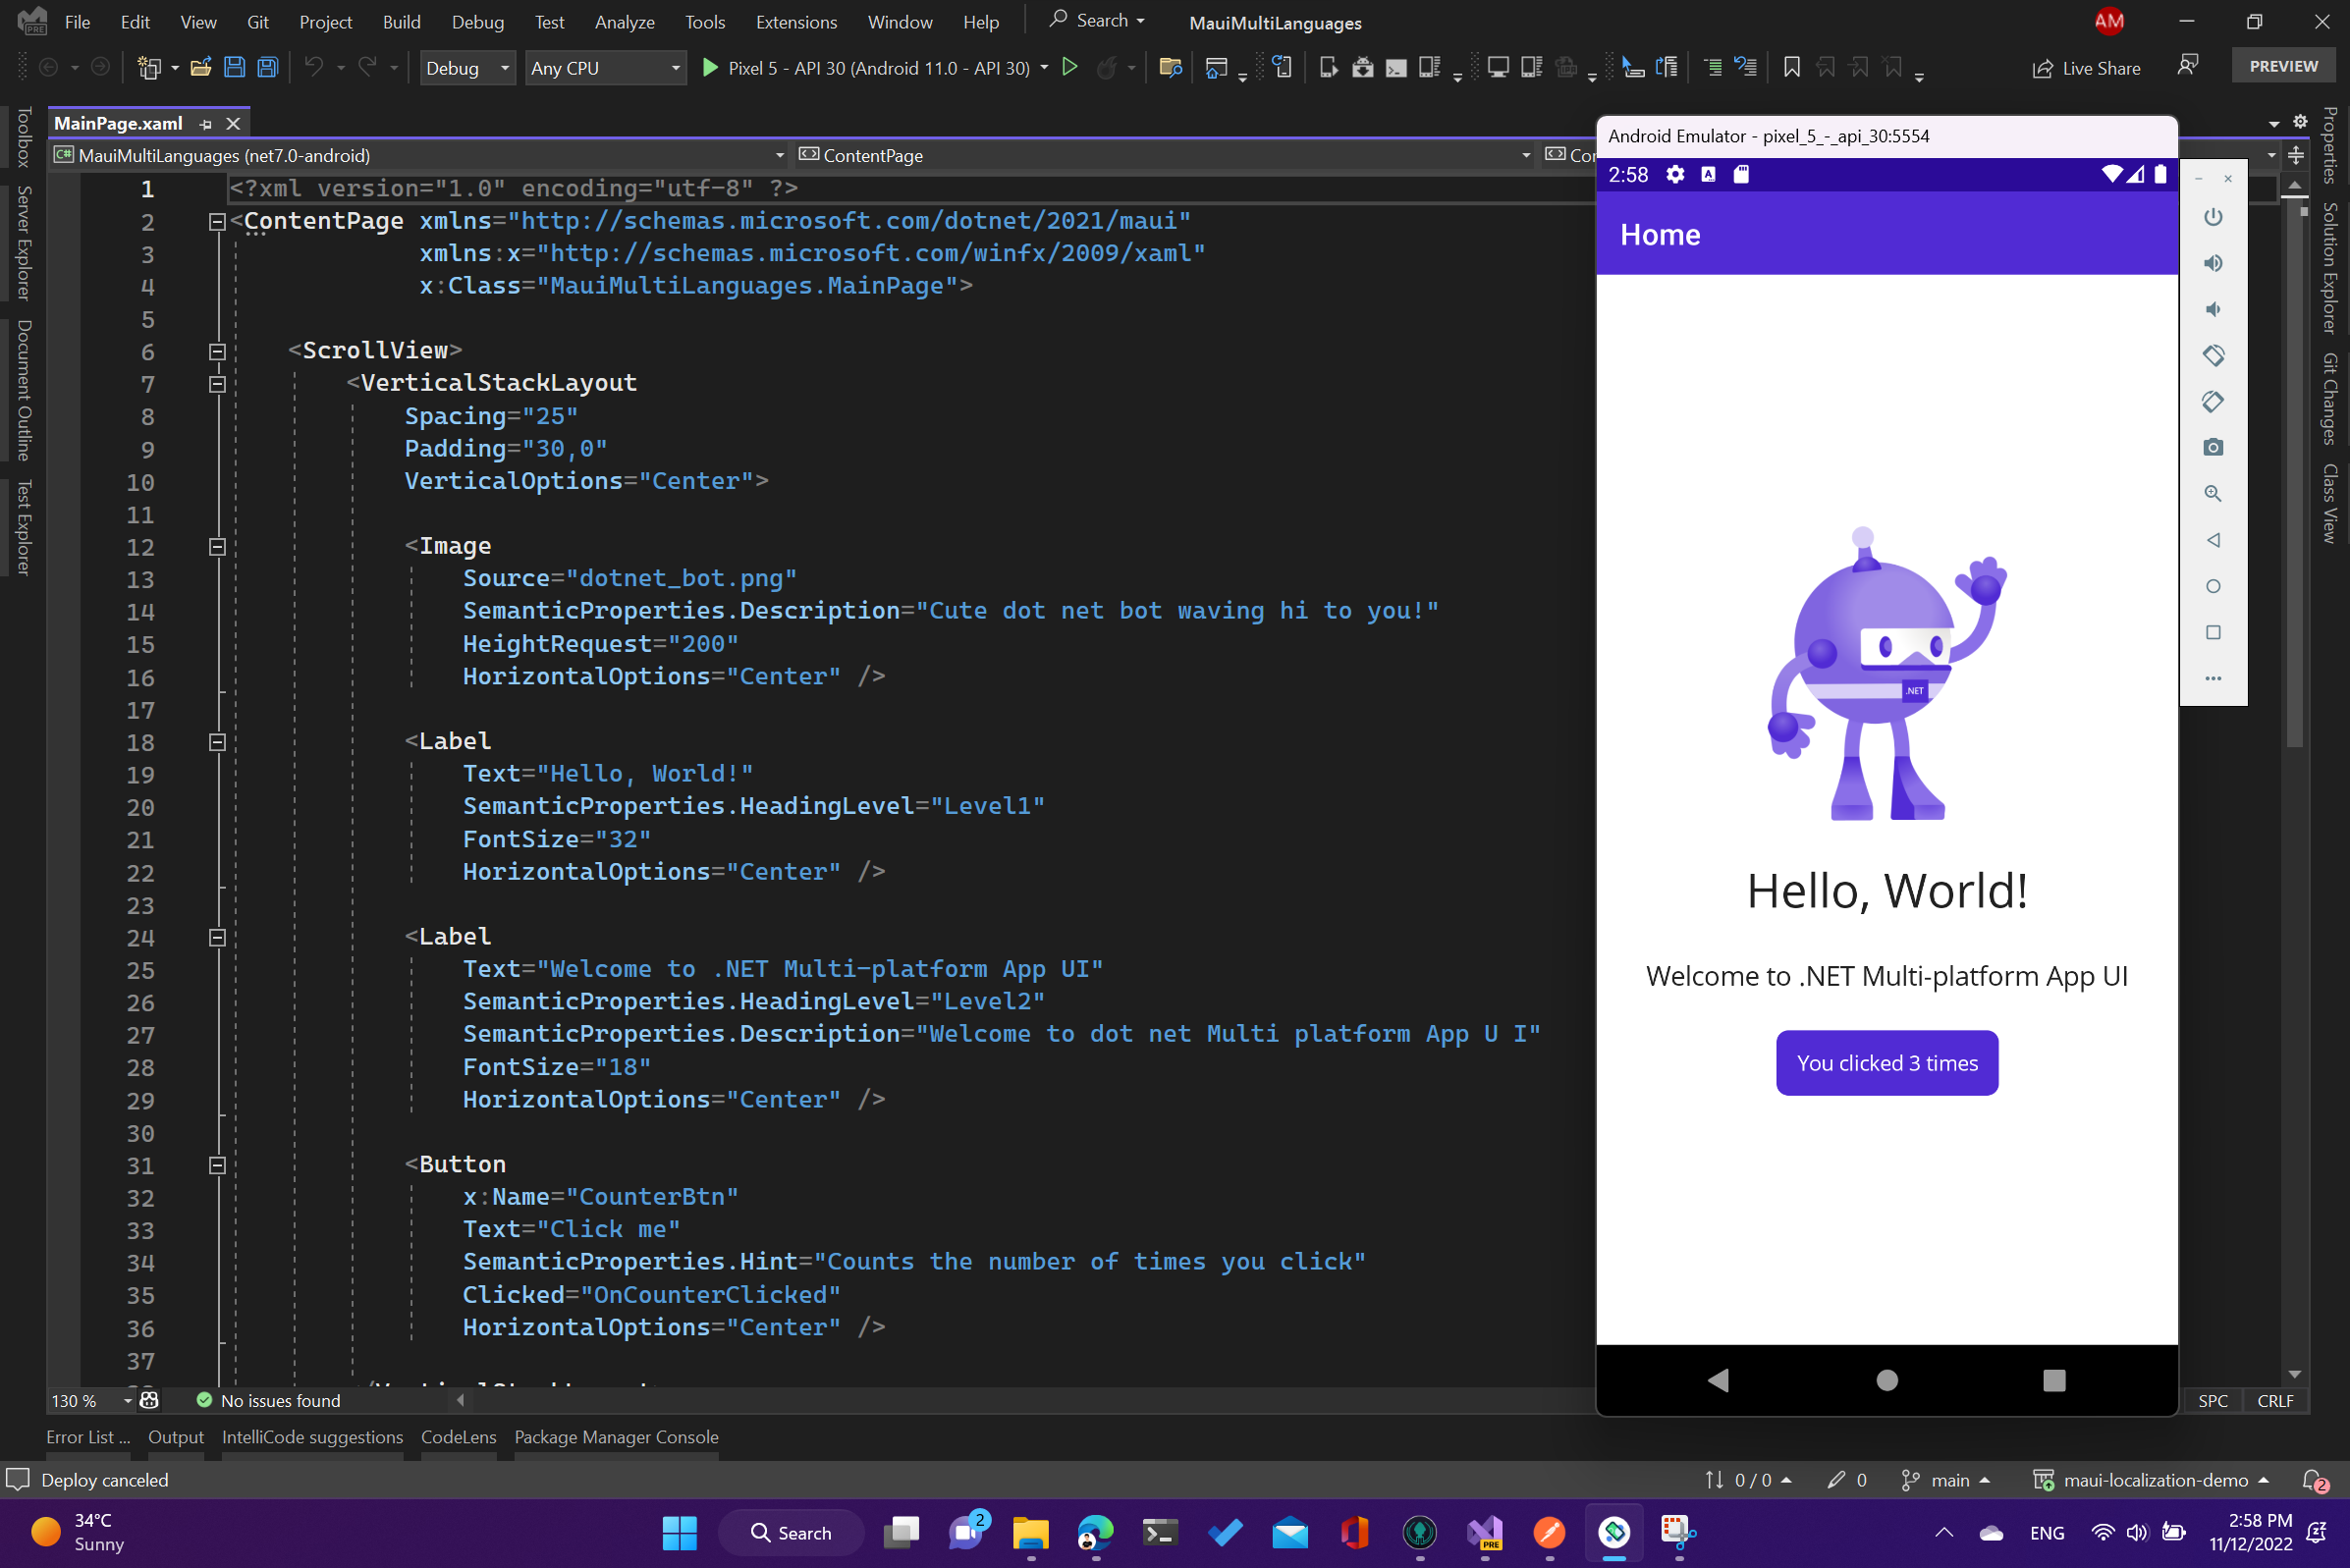 File Edit View Git Project Build Debug Test Analyze Tools Extensions Window Help Search MauiMultiLanguages AM
Debug Any CPU Pixel 5 - API 30 (Android 11.0 - API 30) Live Share PREVIEW
Toolbox
Server Explorer
Document Outline
Test Explorer
MainPage.xaml
MauiMultiLanguages (net7.0-android) ContentPage
1 <?xml version="1.0" encoding="utf-8" ?>
2 <ContentPage xmlns="http://schemas.microsoft.com/dotnet/2021/maui"
3 xmlns:x="http://schemas.microsoft.com/winfx/2009/xaml"
4 x:Class="MauiMultiLanguages.MainPage">
5
6 <ScrollView>
7 <VerticalStackLayout
8 Spacing="25"
9 Padding="30,0"
10 VerticalOptions="Center">
11
12 <Image
13 Source="dotnet_bot.png"
14 SemanticProperties.Description="Cute dot net bot waving hi to you!"
15 HeightRequest="200"
16 HorizontalOptions="Center" />
17
18 <Label
19 Text="Hello, World!"
20 SemanticProperties.HeadingLevel="Level1"
21 FontSize="32"
22 HorizontalOptions="Center" />
23
24 <Label
25 Text="Welcome to .NET Multi-platform App UI"
26 SemanticProperties.HeadingLevel="Level2"
27 SemanticProperties.Description="Welcome to dot net Multi platform App U I"
28 FontSize="18"
29 HorizontalOptions="Center" />
30
31 <Button
32 x:Name="CounterBtn"
33 Text="Click me"
34 SemanticProperties.Hint="Counts the number of times you click"
35 Clicked="OnCounterClicked"
36 HorizontalOptions="Center" />
37
Android Emulator - pixel_5_-_api_30:5554
2:58
Home
.NET
Hello, World!
Welcome to .NET Multi-platform App UI
You clicked 3 times
Properties
Solution Explorer
Git Changes
Class View
130 % No issues found SPC CRLF
Error List ... Output IntelliCode suggestions CodeLens Package Manager Console
Deploy canceled 0 / 0 0 main maui-localization-demo 2
34°C
Sunny
Search 2 PRE ENG
2:58 PM
11/12/2022